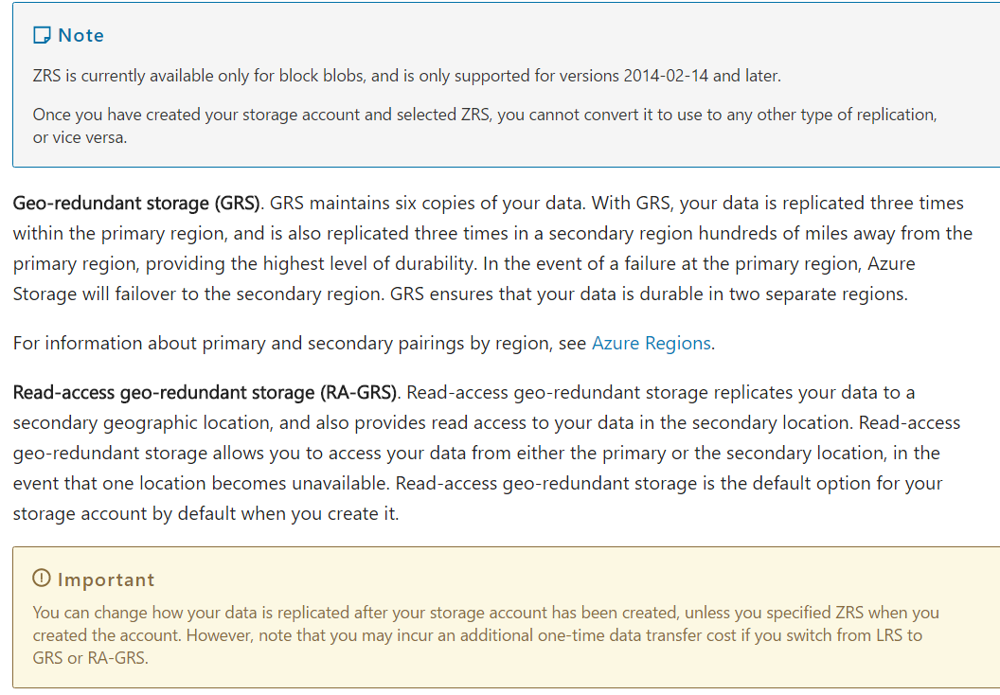 Note
ZRS is currently available only for block blobs, and is only supported for versions 2014-02-14 and later.
Once you have created your storage account and selected ZRS, you cannot convert it to use to any other type of replication,
or vice versa.
Geo-redundant storage (GRS). GRS maintains six copies of your data. With GRS, your data is replicated three times
within the primary region, and is also replicated three times in a secondary region hundreds of miles away from the
primary region, providing the highest level of durability. In the event of a failure at the primary region, Azure
Storage will failover to the secondary region. GRS ensures that your data is durable in two separate regions.
For information about primary and secondary pairings by region, see Azure Regions.
Read-access geo-redundant storage (RA-GRS). Read-access geo-redundant storage replicates your data to a
secondary geographic location, and also provides read access to your data in the secondary location. Read-access
geo-redundant storage allows you to access your data from either the primary or the secondary location, in the
event that one location becomes unavailable. Read-access geo-redundant storage is the default option for your
storage account by default when you create it.
Important
You can change how your data is replicated after your storage account has been created, unless you specified ZRS when you
created the account. However, note that you may incur an additional one-time data transfer cost if you switch from LRS to
GRS or RA-GRS.